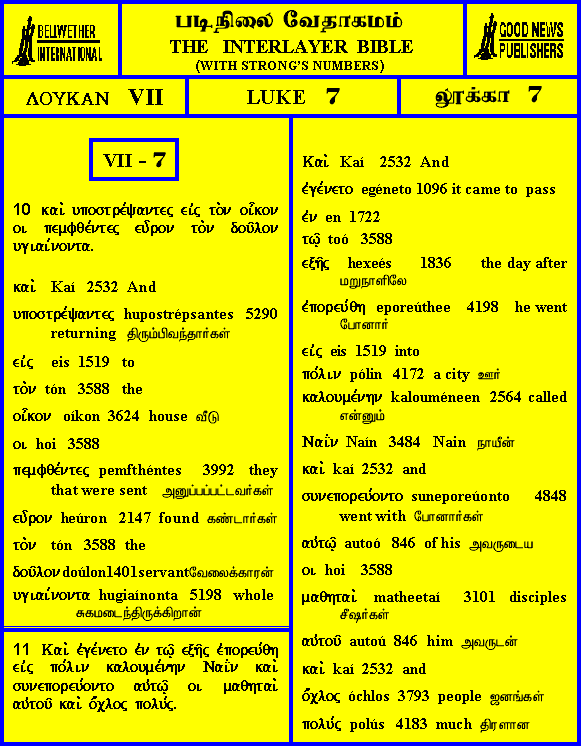 BELLWETHER
INTERNATIONAL
படிநிலை வேதாகமம்
THE INTERLAYER BIBLE
(WITH STRONG'S NUMBERS)
GOOD NEWS
PUBLISHERS
ΛΟΥΚΑΝ VII
LUKE 7
லூக்கா 7
VII - 7
10 καὶ υποστρέψαντες εἰς τὸν οἶκον
οι πεμφθέντες εὗρον τὸν δοῦλον
υγιαίνοντα.
καὶ Kaí 2532 And
υποστρέψαντες hupostrépsantes 5290
returning திரும்பிவந்தார்கள்
εἰς eis 1519 to
τὸν tón 3588 the
οἶκον oíkon 3624 house வீடு
οι hoi 3588
πεμφθέντες pemfthéntes 3992 they
that were sent அனுப்பப்பட்டவர்கள்
εὗρον heúron 2147 found கண்டார்கள்
τὸν tón 3588 the
δοῦλον doúlon1401servantவேலைக்காரன்
υγιαίνοντα hugiaínonta 5198 whole
சுகமடைந்திருக்கிறான்
11 Καὶ ἐγένετο ἐν τῷ εξῆς ἐπορεύθη
εἰς πόλιν καλουμένην Ναΐν καὶ
συνεπορεύοντο αὐτῷ οι μαθηταὶ
αὐτοῦ καὶ ὄχλος πολύς.
Καὶ Kaí 2532 And
ἐγένετο egéneto 1096 it came to pass
ἐν en 1722
τῷ toó 3588
εξῆς hexeés 1836 the day after
மறுநாளிலே
ἐπορεύθη eporeúthee 4198 he went
போனார்
εἰς eis 1519 into
πόλιν pólin 4172 a city ஊர்
καλουμένην kalouméneen 2564 called
என்னும்
Ναΐν Naín 3484 Nain நாயீன்
καὶ kaí 2532 and
συνεπορεύοντο suneporeúonto 4848
went with போனார்கள்
αὐτῷ autoó 846 of his அவருடைய
οι hoi 3588
μαθηταὶ matheetaí 3101 disciples
சீஷர்கள்
αὐτοῦ autoú 846 him அவருடன்
καὶ kaí 2532 and
ὄχλος óchlos 3793 people ஜனங்கள்
πολύς polús 4183 much திரளான